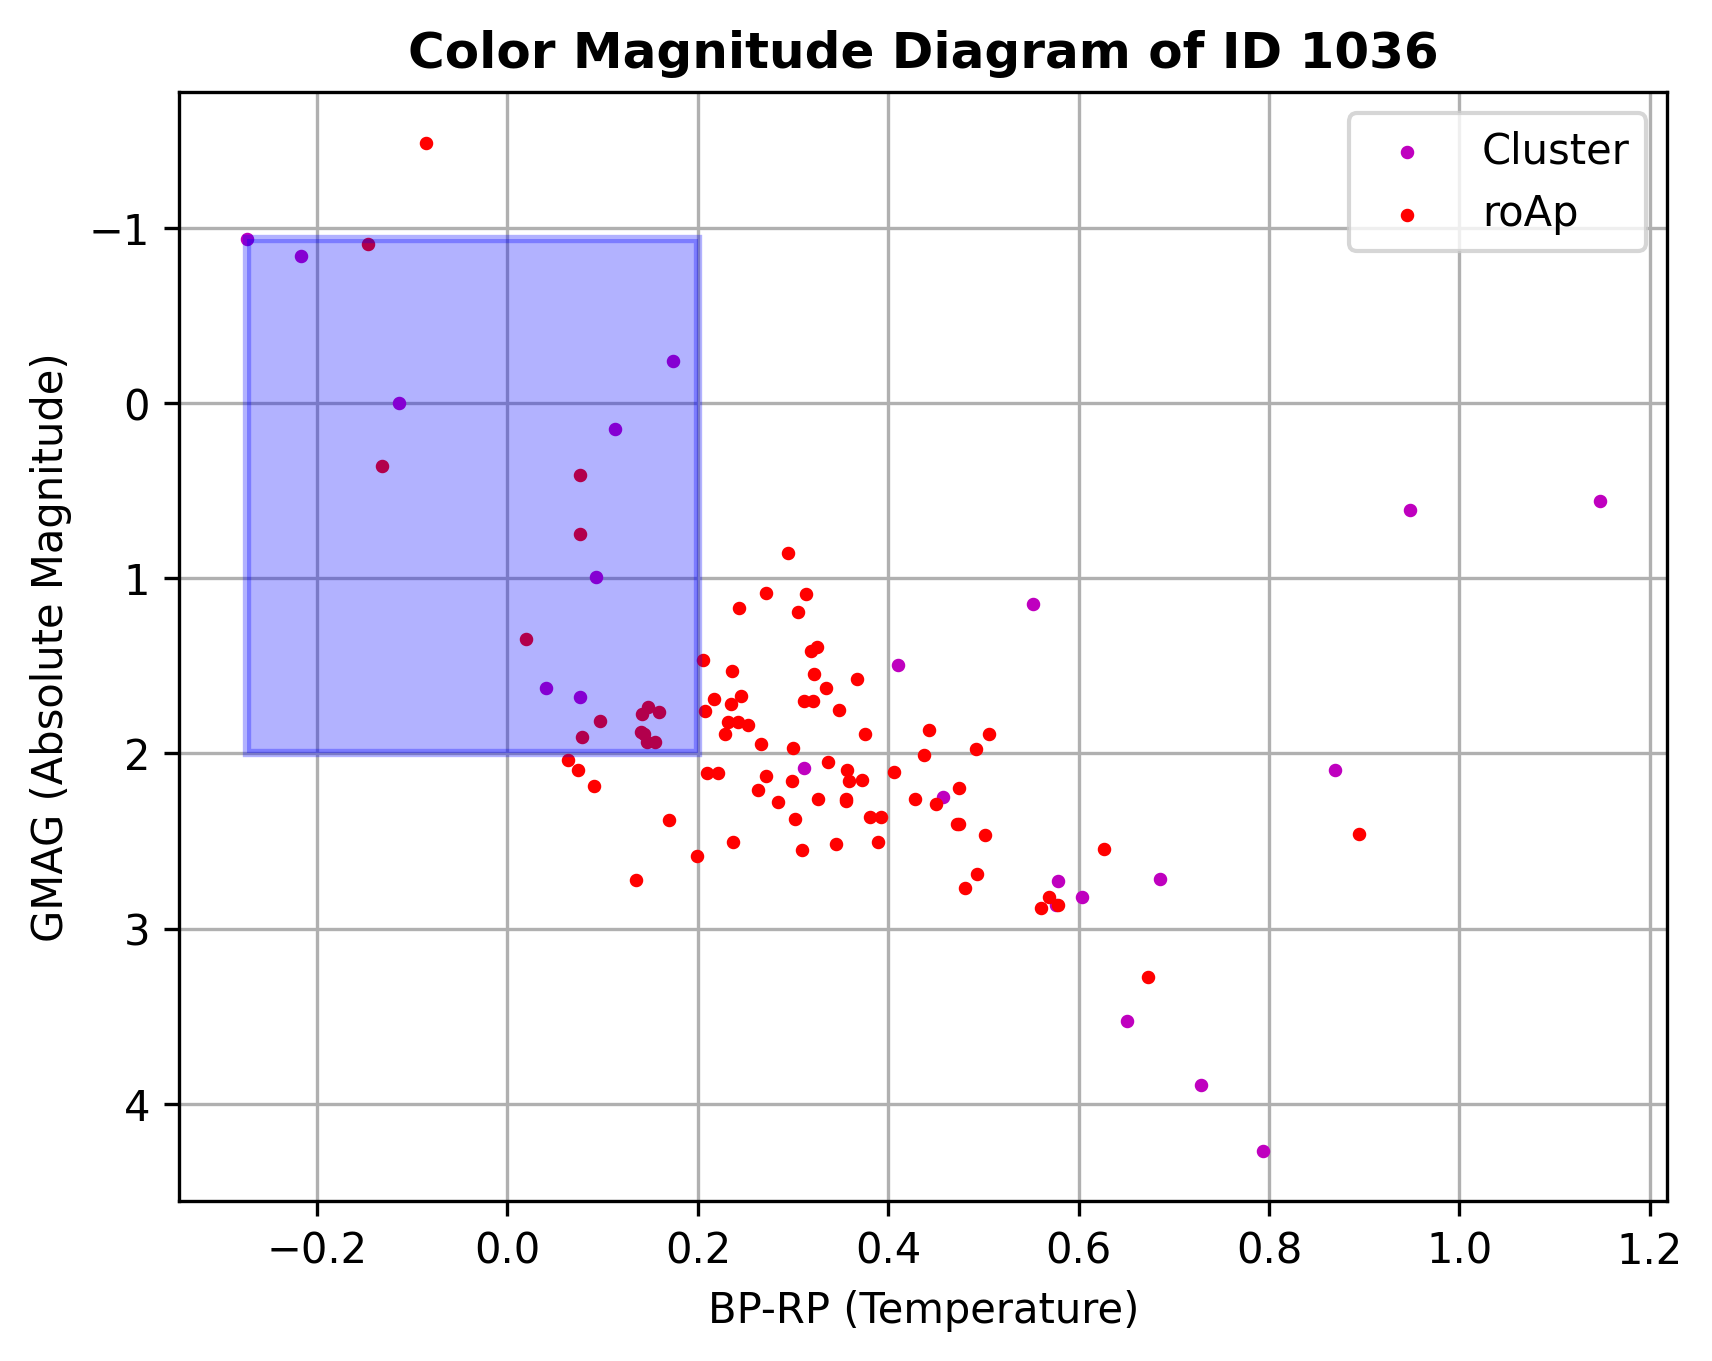 Color Magnitude Diagram of ID 1036
Cluster
roAp
−1
0
1
2
3
4
GMAG (Absolute Magnitude)
−0.2 0.0 0.2 0.4 0.6 0.8 1.0 1.2
BP-RP (Temperature)